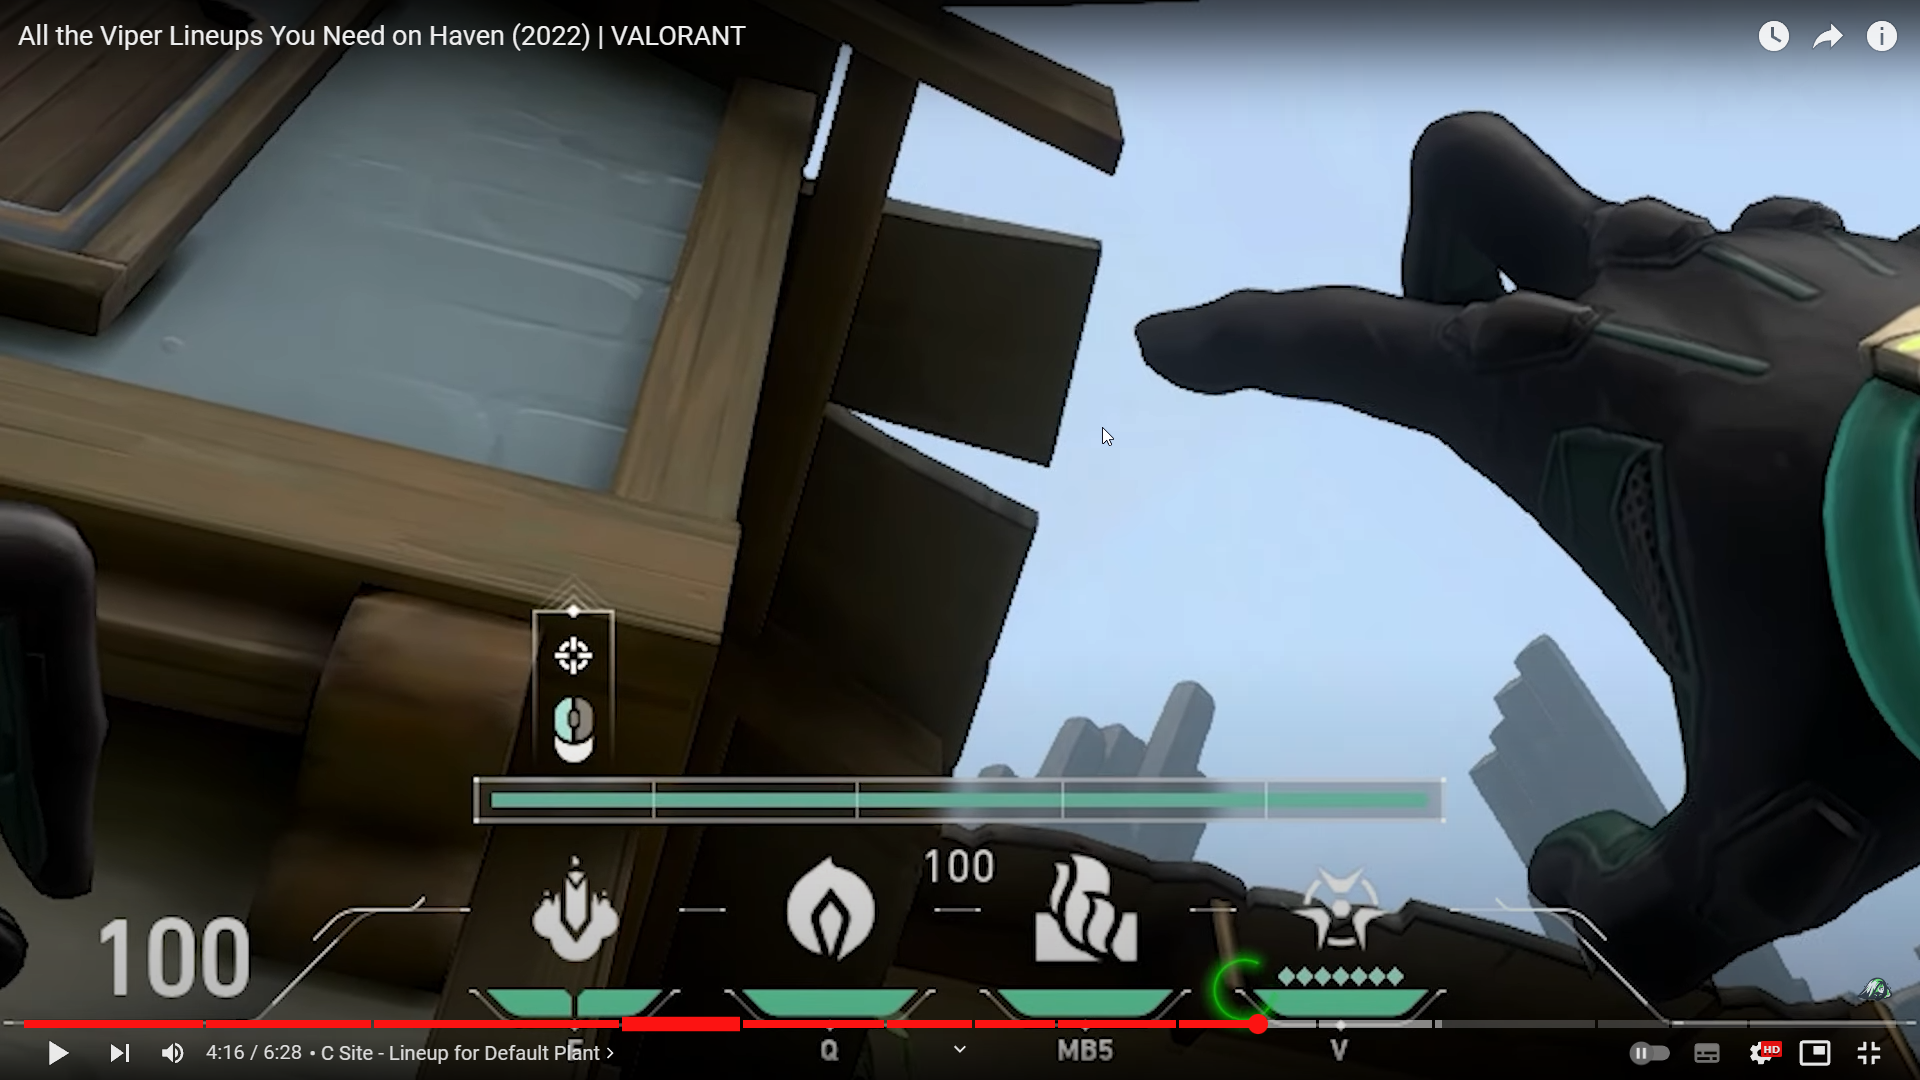 All the Viper Lineups You Need on Haven (2022) | VALORANT
100
100
4:16 / 6:28 • C Site - Lineup for Default Plant
E
Q
MB5
V
HD